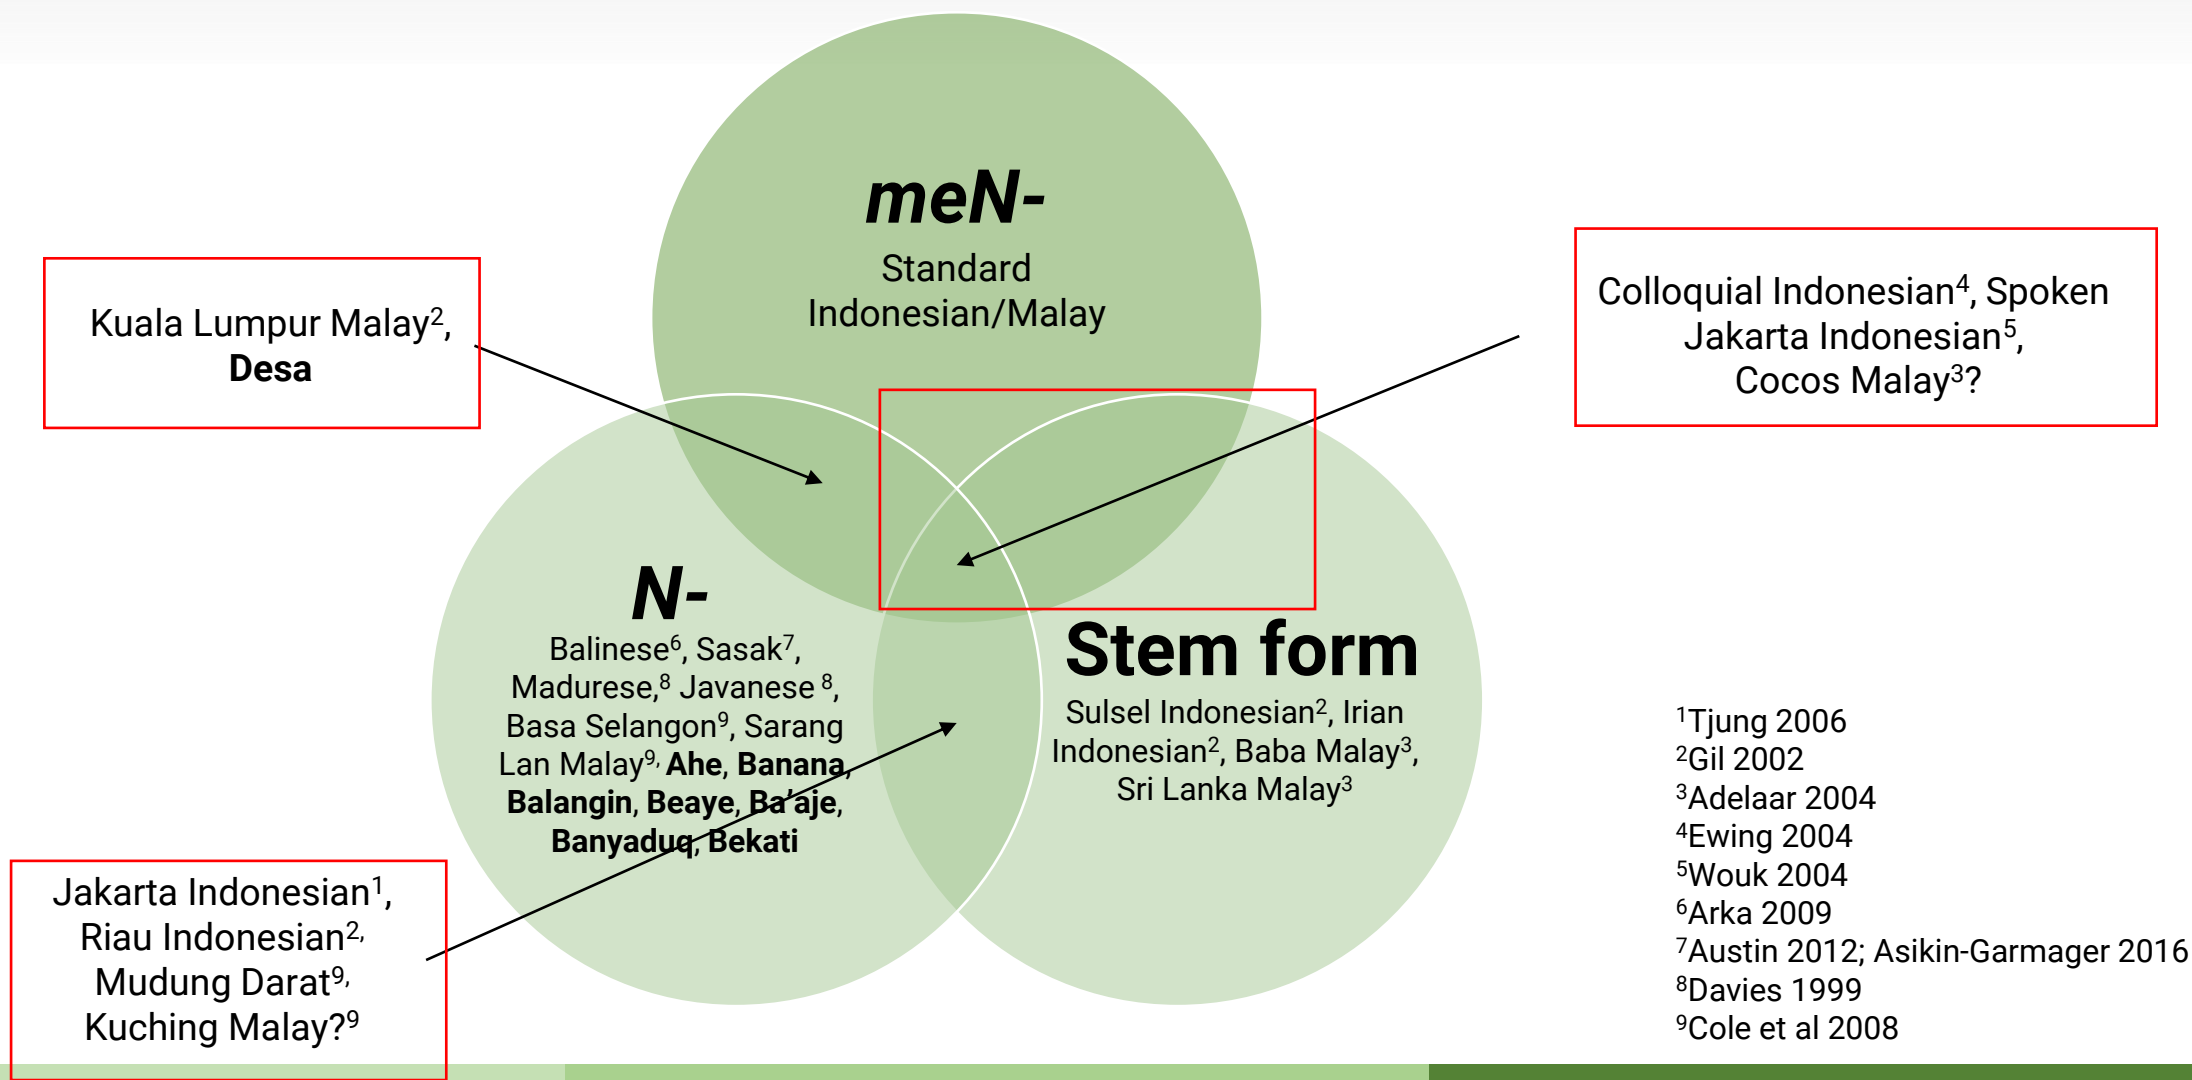 meN-
Standard
Indonesian/Malay
Kuala Lumpur Malay²,
Desa
Colloquial Indonesian⁴, Spoken
Jakarta Indonesian⁵,
Cocos Malay³?
N-
Balinese⁶, Sasak⁷,
Madurese,⁸ Javanese ⁸,
Basa Selangon⁹, Sarang
Lan Malay⁹, Ahe, Banana,
Balangin, Beaye, Ba'aje,
Banyaduq, Bekati
Stem form
Sulsel Indonesian², Irian
Indonesian², Baba Malay³,
Sri Lanka Malay³
Jakarta Indonesian¹,
Riau Indonesian²,
Mudung Darat⁹,
Kuching Malay?⁹
¹Tjung 2006
²Gil 2002
³Adelaar 2004
⁴Ewing 2004
⁵Wouk 2004
⁶Arka 2009
⁷Austin 2012; Asikin-Garmager 2016
⁸Davies 1999
⁹Cole et al 2008